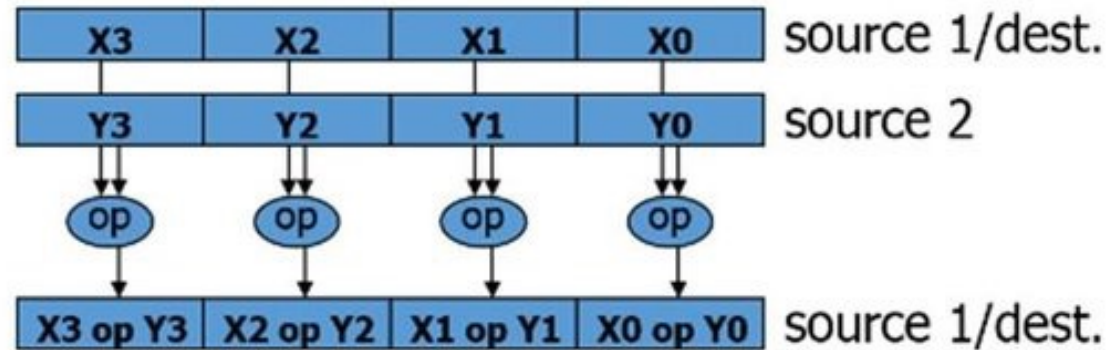 X3 X2 X1 X0 source 1/dest.
Y3 Y2 Y1 Y0 source 2
op op op op
X3 op Y3 X2 op Y2 X1 op Y1 X0 op Y0 source 1/dest.